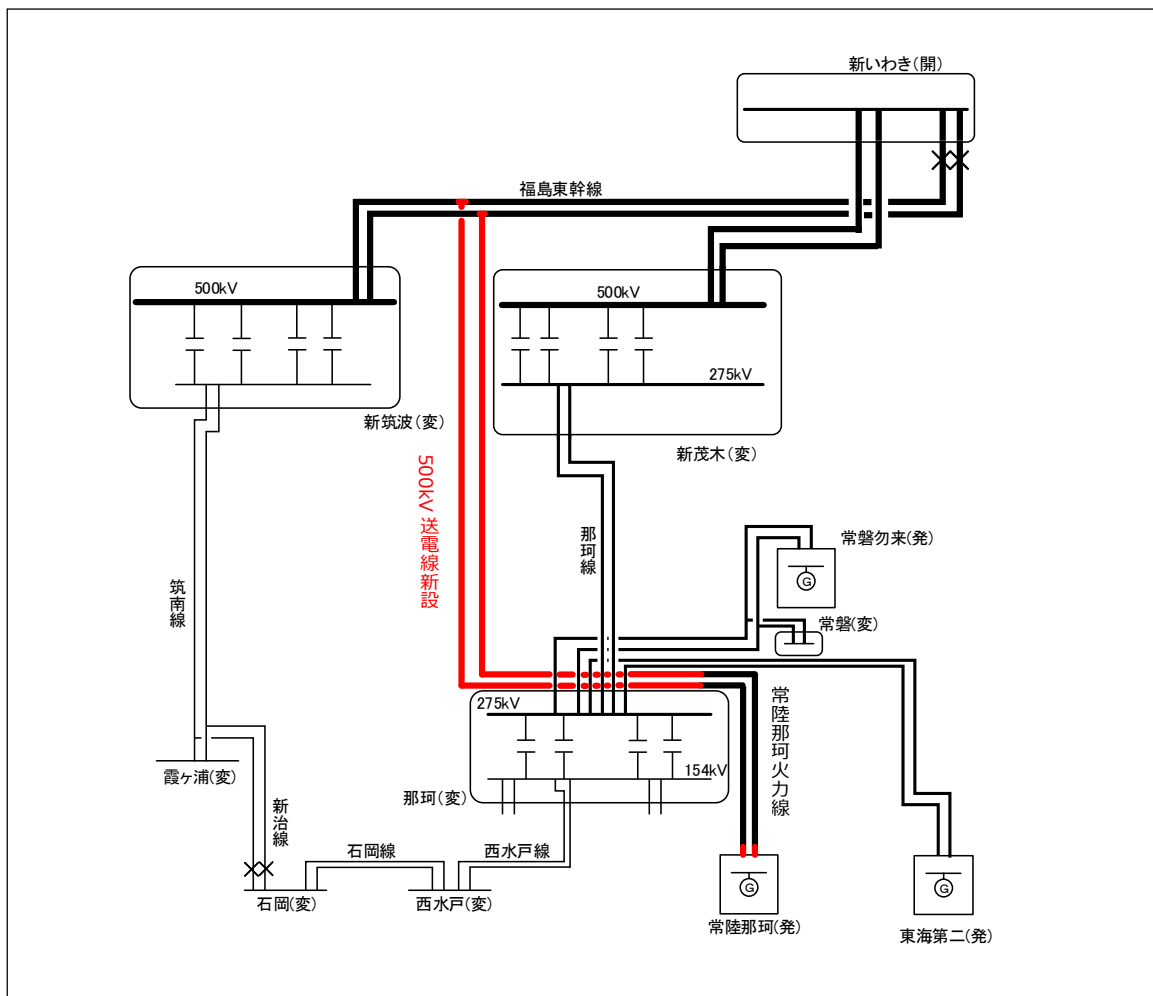 新いわき(開)
福島東幹線
500kV
500kV
275kV
新筑波(変)
新茂木(変)
500kV 送電線新設
那珂線
常磐勿来(発)
G
筑南線
常磐(変)
275kV
常陸那珂火力線
154kV
霞ヶ浦(変)
那珂(変)
新治線
石岡線
西水戸線
石岡(変)
西水戸(変)
G
G
常陸那珂(発)
東海第二(発)